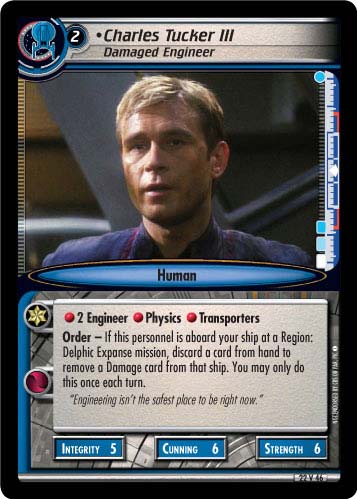 2
•Charles Tucker III
Damaged Engineer
Human
2 Engineer • Physics • Transporters
Order – If this personnel is aboard your ship at a Region:
Delphic Expanse mission, discard a card from hand to
remove a Damage card from that ship. You may only do
this once each turn.
"Engineering isn't the safest place to be right now."
INTEGRITY 5
CUNNING 6
STRENGTH 6
22 V 46